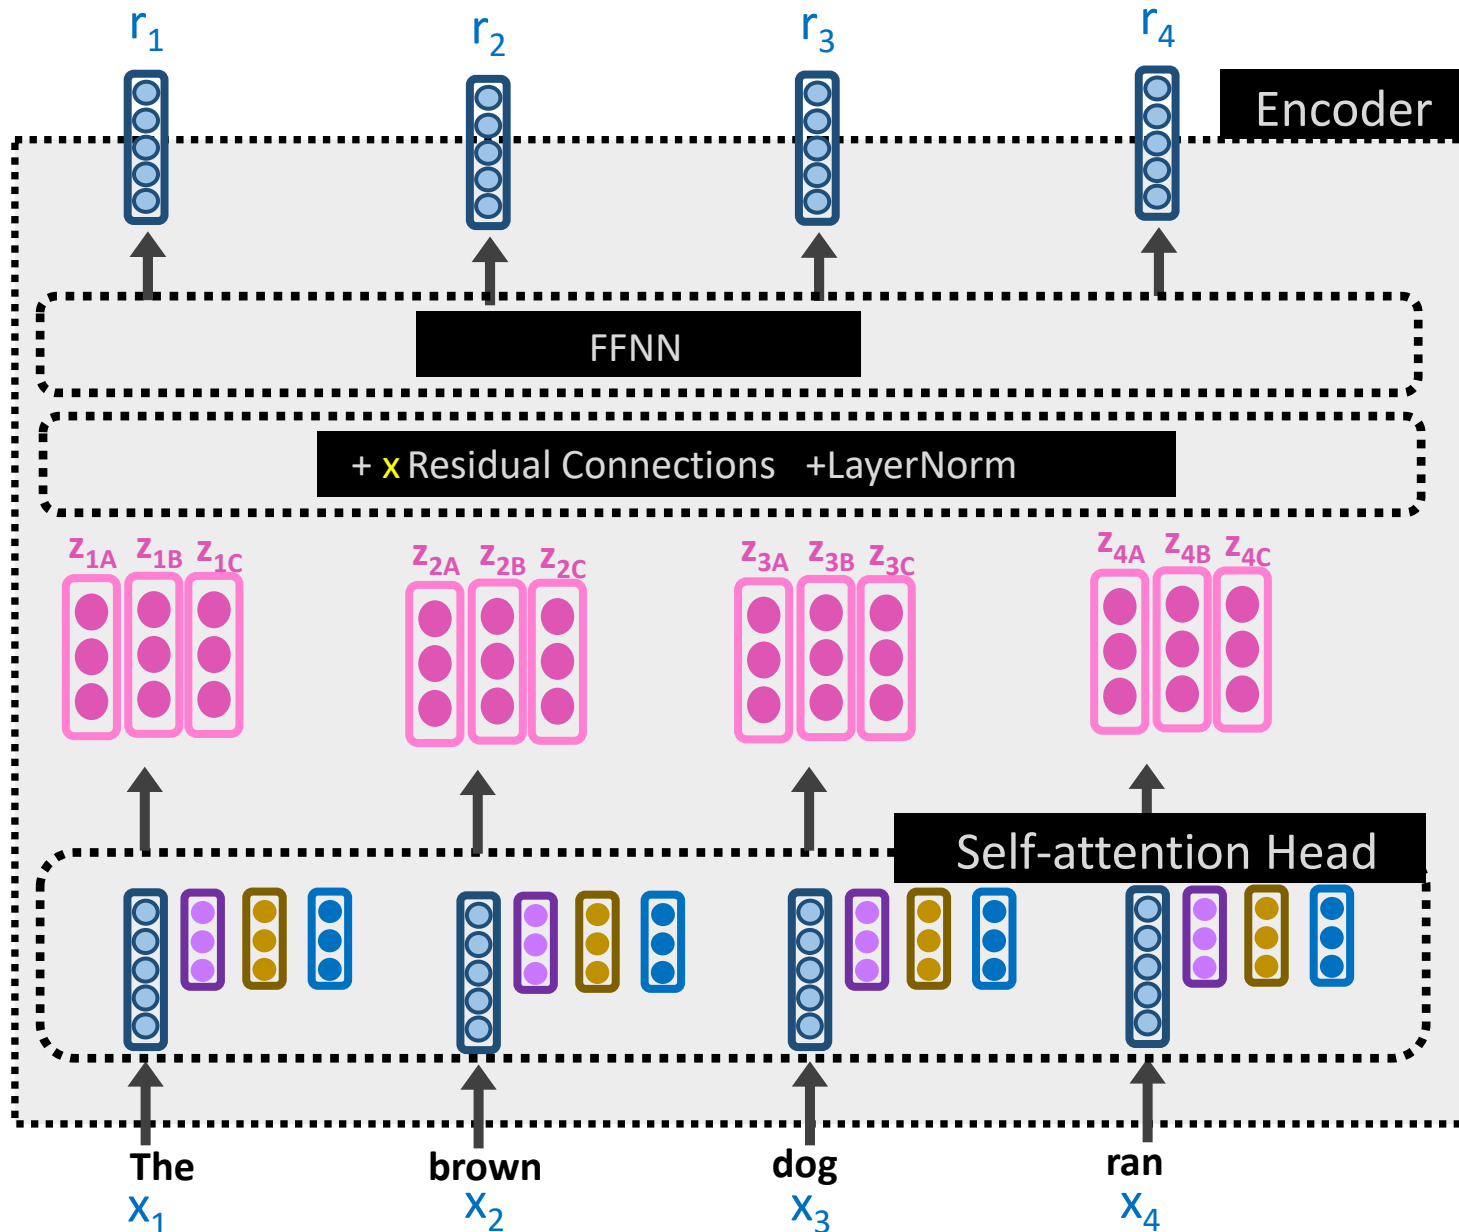 r1 r2 r3 r4
Encoder
FFNN
+ x Residual Connections +LayerNorm
z1A z1B z1C z2A z2B z2C z3A z3B z3C z4A z4B z4C
Self-attention Head
The brown dog ran
x1 x2 x3 x4